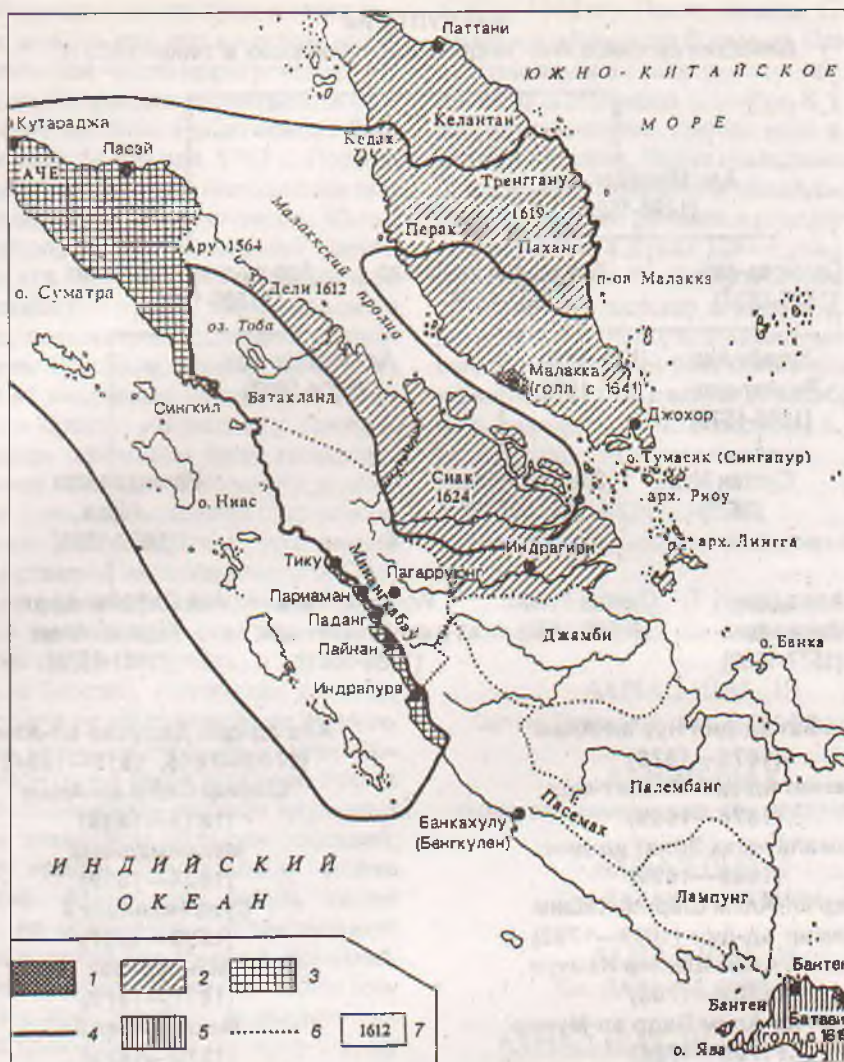 Паттани
ЮЖНО-КИТАЙСКОЕ
МОРЕ
Кутараджа
Пасэй
АЧЕ
Кедах
Келантан
Тренггану
1619
Перак
Паханг
Малаккский пролив
Ару 1564
Дели 1612
п-ов Малакка
о. Суматра
оз. Тоба
Малакка
(голл. с 1641)
Батакланд
Сингкил
Джохор
о. Тумасик (Сингапур)
Сиак
1624
арх. Риоу
о. Ниас
арх. Лингга
Индрагири
Тику
Минангкабау
Пагарруюнг
Париаман
Паданг
Джамби
о. Банка
Пайнан
Индрапура
Палембанг
Пасемах
Банкахулу
(Бенгкулен)
ИНДИЙСКИЙ
ОКЕАН
Лампунг
1 2 3
Бантен
Бантен
Батавия
4 5 6 1612 7
о. Ява